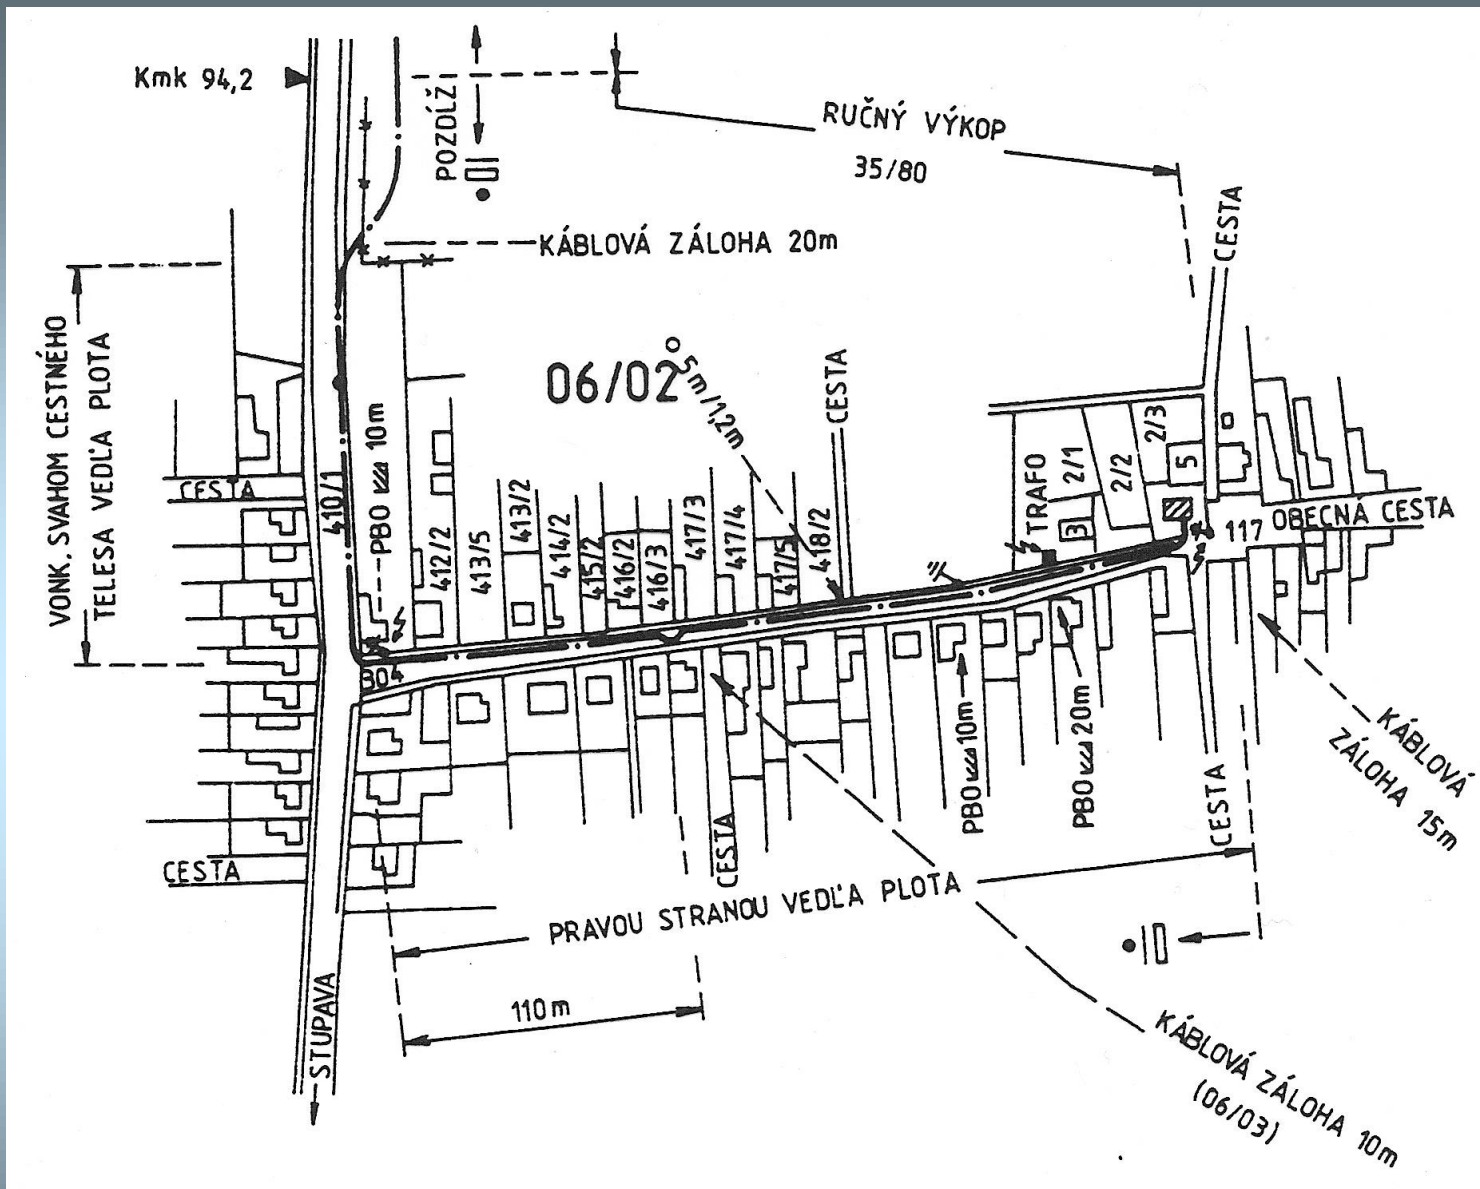 Kmk 94,2
POZDĹŽ
RUČNÝ VÝKOP
35/80
CESTA
KÁBLOVÁ ZÁLOHA 20m
VONK. SVAHOM CESTNÉHO
TELESA VEDĽA PLOTA
06/02
5m/1,2m
CESTA
CESTA
410/1
PBO 10m
412/2
413/5
413/2
414/2
415/2
416/2
416/3
417/3
417/4
417/5
418/2
TRAFO
3
2/1
2/2
2/3
5
117
OBECNÁ CESTA
304
PBO 10m
PBO 20m
KÁBLOVÁ
ZÁLOHA 15m
CESTA
CESTA
CESTA
PRAVOU STRANOU VEDĽA PLOTA
110m
STUPAVA
KÁBLOVÁ ZÁLOHA 10m
(06/03)